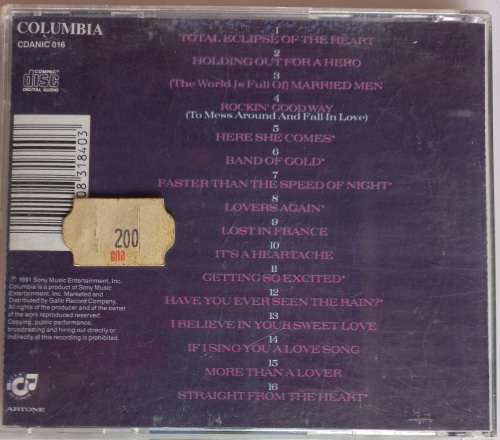 COLUMBIA
CDANIC 016
COMPACT
disc
DIGITAL AUDIO
08318403
200
1
TOTAL ECLIPSE OF THE HEART
2
HOLDING OUT FOR A HERO
3
(The World Is Full Of) MARRIED MEN
4
ROCKIN' GOOD WAY
(To Mess Around And Fall In Love)
5
HERE SHE COMES*
6
BAND OF GOLD*
7
FASTER THAN THE SPEED OF NIGHT*
8
LOVERS AGAIN*
9
LOST IN FRANCE
10
IT'S A HEARTACHE
11
GETTING SO EXCITED*
12
HAVE YOU EVER SEEN THE RAIN?*
13
I BELIEVE IN YOUR SWEET LOVE
14
IF I SING YOU A LOVE SONG
15
MORE THAN A LOVER
16
STRAIGHT FROM THE HEART*
℗ 1991 Sony Music Entertainment, Inc.
Columbia is a product of Sony Music
Entertainment, Inc. Marketed and
Distributed by Gallo Record Company.
All rights of the producer and of the owner
of the work reproduced reserved.
Copying, public performance,
broadcasting and hiring out directly or
indirectly of this recording is prohibited.
ARTONE